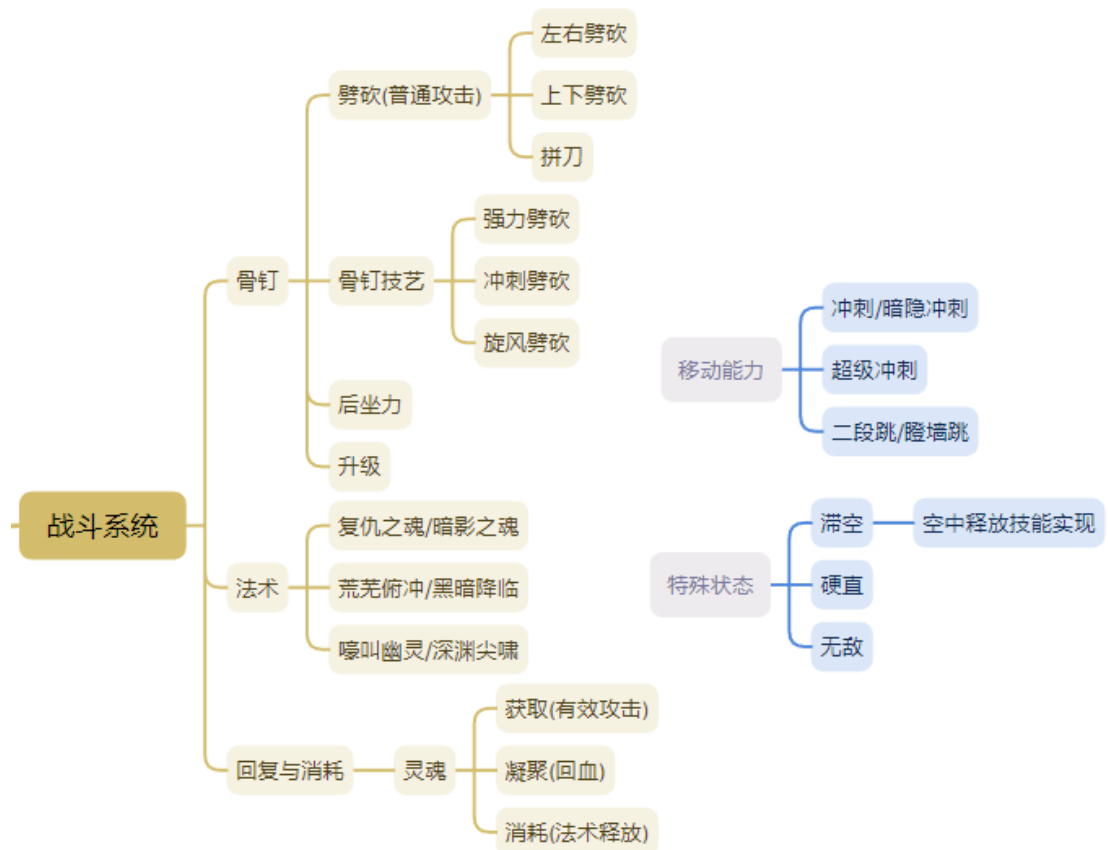 战斗系统
骨钉
劈砍(普通攻击)
左右劈砍
上下劈砍
拼刀
骨钉技艺
强力劈砍
冲刺劈砍
旋风劈砍
后坐力
升级
法术
复仇之魂/暗影之魂
荒芜俯冲/黑暗降临
嚎叫幽灵/深渊尖啸
回复与消耗
灵魂
获取(有效攻击)
凝聚(回血)
消耗(法术释放)
移动能力
冲刺/暗隐冲刺
超级冲刺
二段跳/瞪墙跳
特殊状态
滞空
空中释放技能实现
硬直
无敌